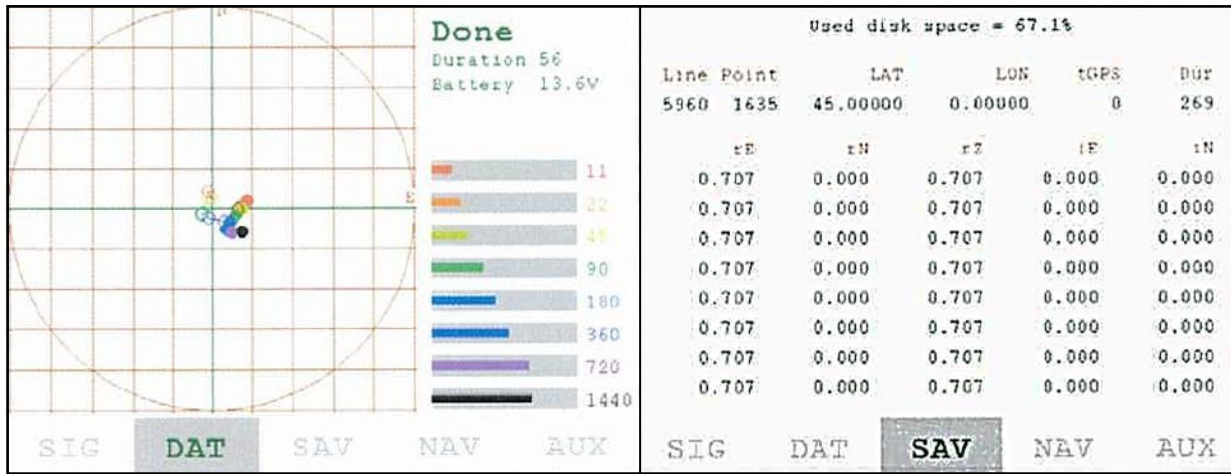 N
E
Done
Duration 56
Battery 13.6V
11
22
45
90
180
360
720
1440
SIG DAT SAV NAV AUX
Used disk space = 67.1%
Line Point LAT LON tGPS Dur
5960 1635 45.00000 0.00000 0 269
rE rN rZ iE iN
0.707 0.000 0.707 0.000 0.000
0.707 0.000 0.707 0.000 0.000
0.707 0.000 0.707 0.000 0.000
0.707 0.000 0.707 0.000 0.000
0.707 0.000 0.707 0.000 0.000
0.707 0.000 0.707 0.000 0.000
0.707 0.000 0.707 0.000 0.000
0.707 0.000 0.707 0.000 0.000
SIG DAT SAV NAV AUX